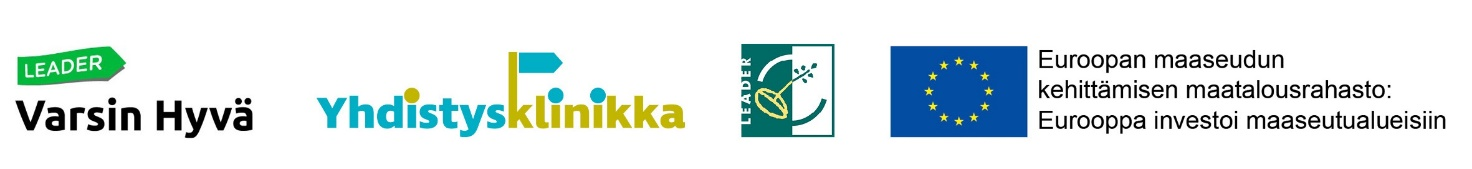 LEADER
Varsin Hyvä
Yhdistysklinikka
LEADER
Euroopan maaseudun
kehittämisen maatalousrahasto:
Eurooppa investoi maaseutualueisiin